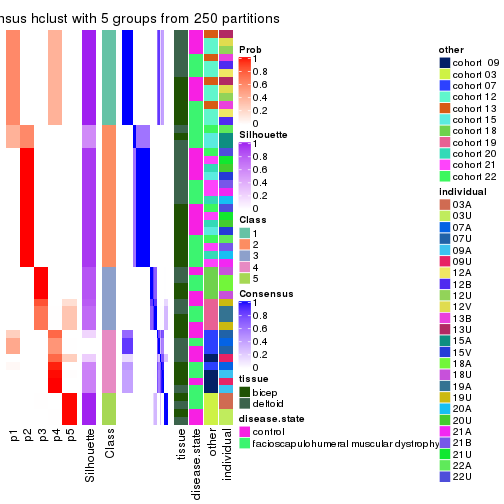 nsus hclust with 5 groups from 250 partitions
Prob
1
0.8
0.6
0.4
0.2
0
Silhouette
1
0.8
0.6
0.4
0.2
0
Class
1
2
3
4
5
Consensus
1
0.8
0.6
0.4
0.2
0
tissue
bicep
deltoid
disease.state
control
facioscapulohumeral muscular dystrophy
other
cohort 09
cohort 03
cohort 07
cohort 12
cohort 13
cohort 15
cohort 18
cohort 19
cohort 20
cohort 21
cohort 22
individual
03A
03U
07A
07U
09A
09U
12A
12B
12U
12V
13B
13U
15A
15V
18A
18U
19A
19U
20A
20U
21A
21B
21U
22A
22U
p1
p2
p3
p4
p5
Silhouette
Class
tissue
disease.state
other
individual